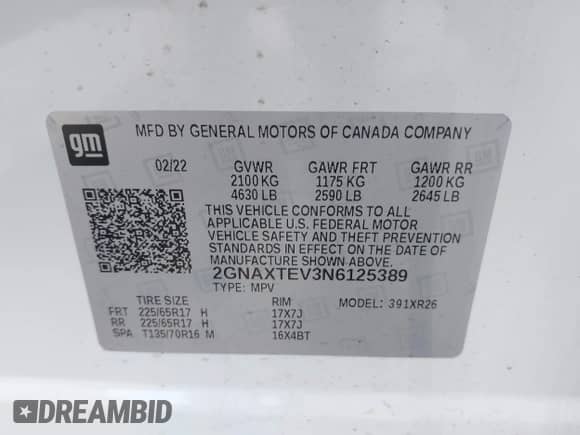 gm
MFD BY GENERAL MOTORS OF CANADA COMPANY
02/22 GVWR GAWR FRT GAWR RR
2100 KG 1175 KG 1200 KG
4630 LB 2590 LB 2645 LB
THIS VEHICLE CONFORMS TO ALL
APPLICABLE U.S. FEDERAL MOTOR
VEHICLE SAFETY AND THEFT PREVENTION
STANDARDS IN EFFECT ON THE DATE OF
MANUFACTURE SHOWN ABOVE.
2GNAXTEV3N6125389
TYPE: MPV MODEL: 391XR26
TIRE SIZE RIM
FRT 225/65R17 H 17X7J
RR 225/65R17 H 17X7J
SPA T135/70R16 M 16X4BT
DREAMBID